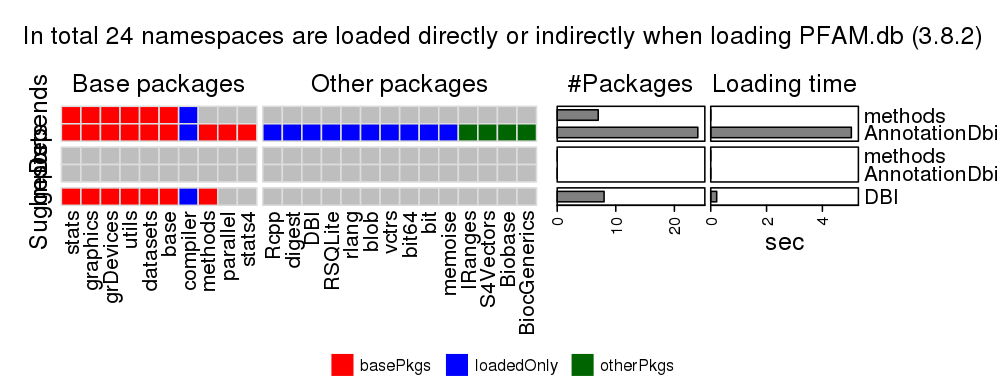 In total 24 namespaces are loaded directly or indirectly when loading PFAM.db (3.8.2)
Base packages
Other packages
#Packages
Loading time
methods
AnnotationDbi
methods
AnnotationDbi
DBI
stats
graphics
grDevices
utils
datasets
base
compiler
methods
parallel
stats4
Rcpp
digest
DBI
RSQLite
rlang
blob
vctrs
bit64
bit
memoise
IRanges
S4Vectors
Biobase
BiocGenerics
0 10 20
0 2 4
sec
basePkgs loadedOnly otherPkgs